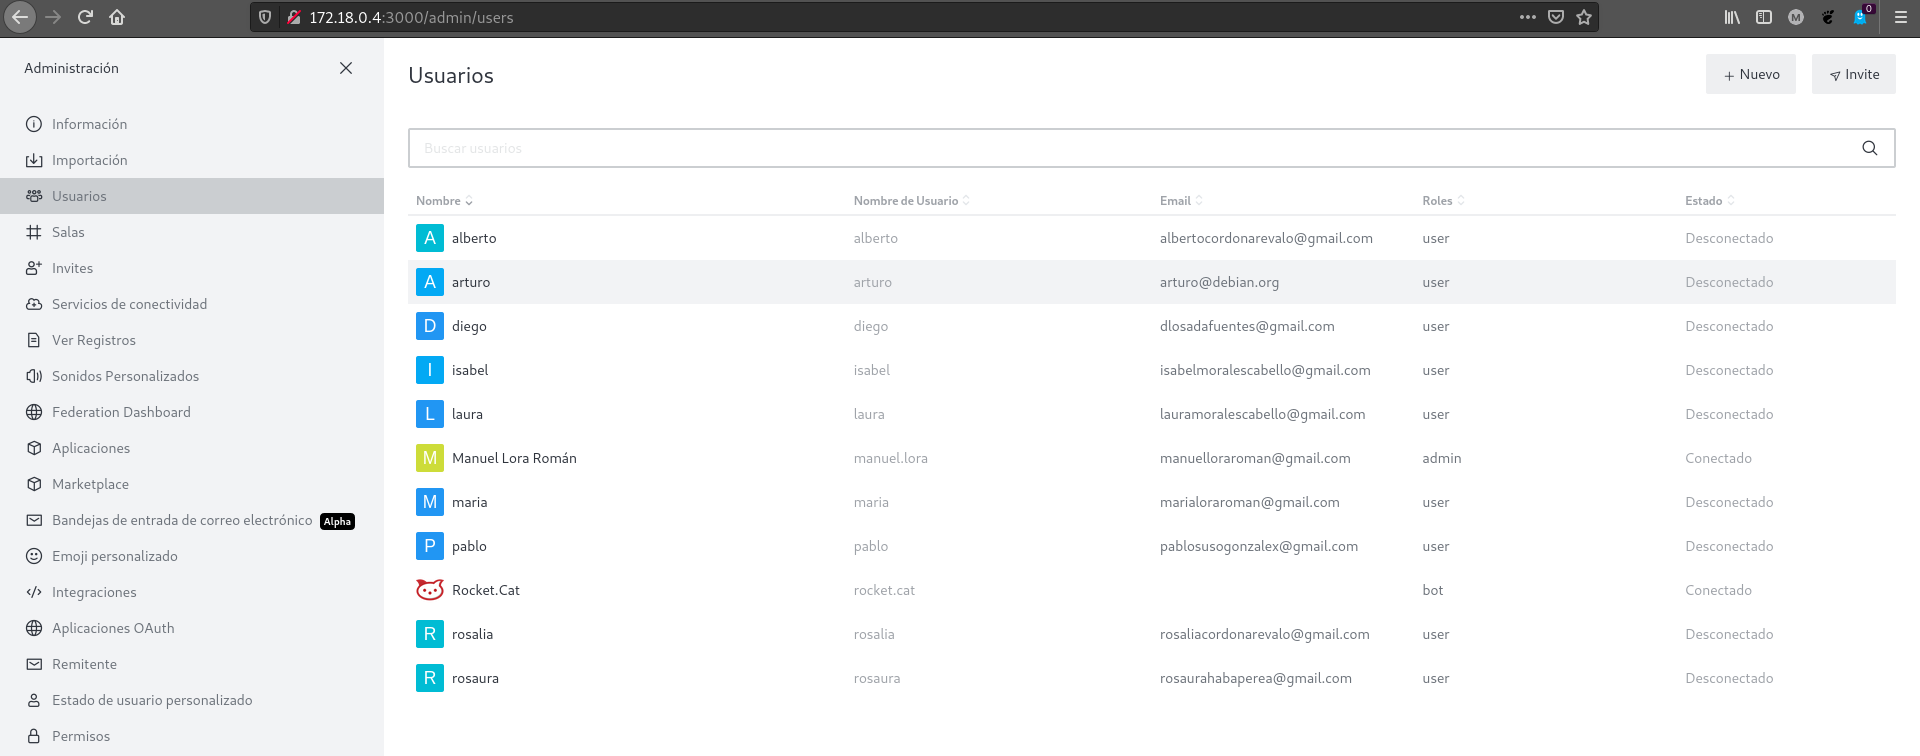 172.18.0.4:3000/admin/users
0
Administración
Información
Importación
Usuarios
Salas
Invites
Servicios de conectividad
Ver Registros
Sonidos Personalizados
Federation Dashboard
Aplicaciones
Marketplace
Bandejas de entrada de correo electrónico Alpha
Emoji personalizado
Integraciones
Aplicaciones OAuth
Remitente
Estado de usuario personalizado
Permisos
Usuarios
Nuevo
Invite
Buscar usuarios
Nombre Nombre de Usuario Email Roles Estado
A alberto alberto albertocordonarevalo@gmail.com user Desconectado
A arturo arturo arturo@debian.org user Desconectado
D diego diego dlosadafuentes@gmail.com user Desconectado
I isabel isabel isabelmoralescabello@gmail.com user Desconectado
L laura laura lauramoralescabello@gmail.com user Desconectado
M Manuel Lora Román manuel.lora manuelloraroman@gmail.com admin Conectado
M maria maria marialoraroman@gmail.com user Desconectado
P pablo pablo pablosusogonzalex@gmail.com user Desconectado
Rocket.Cat rocket.cat bot Conectado
R rosalia rosalia rosaliacordonarevalo@gmail.com user Desconectado
R rosaura rosaura rosaurahabaperea@gmail.com user Desconectado